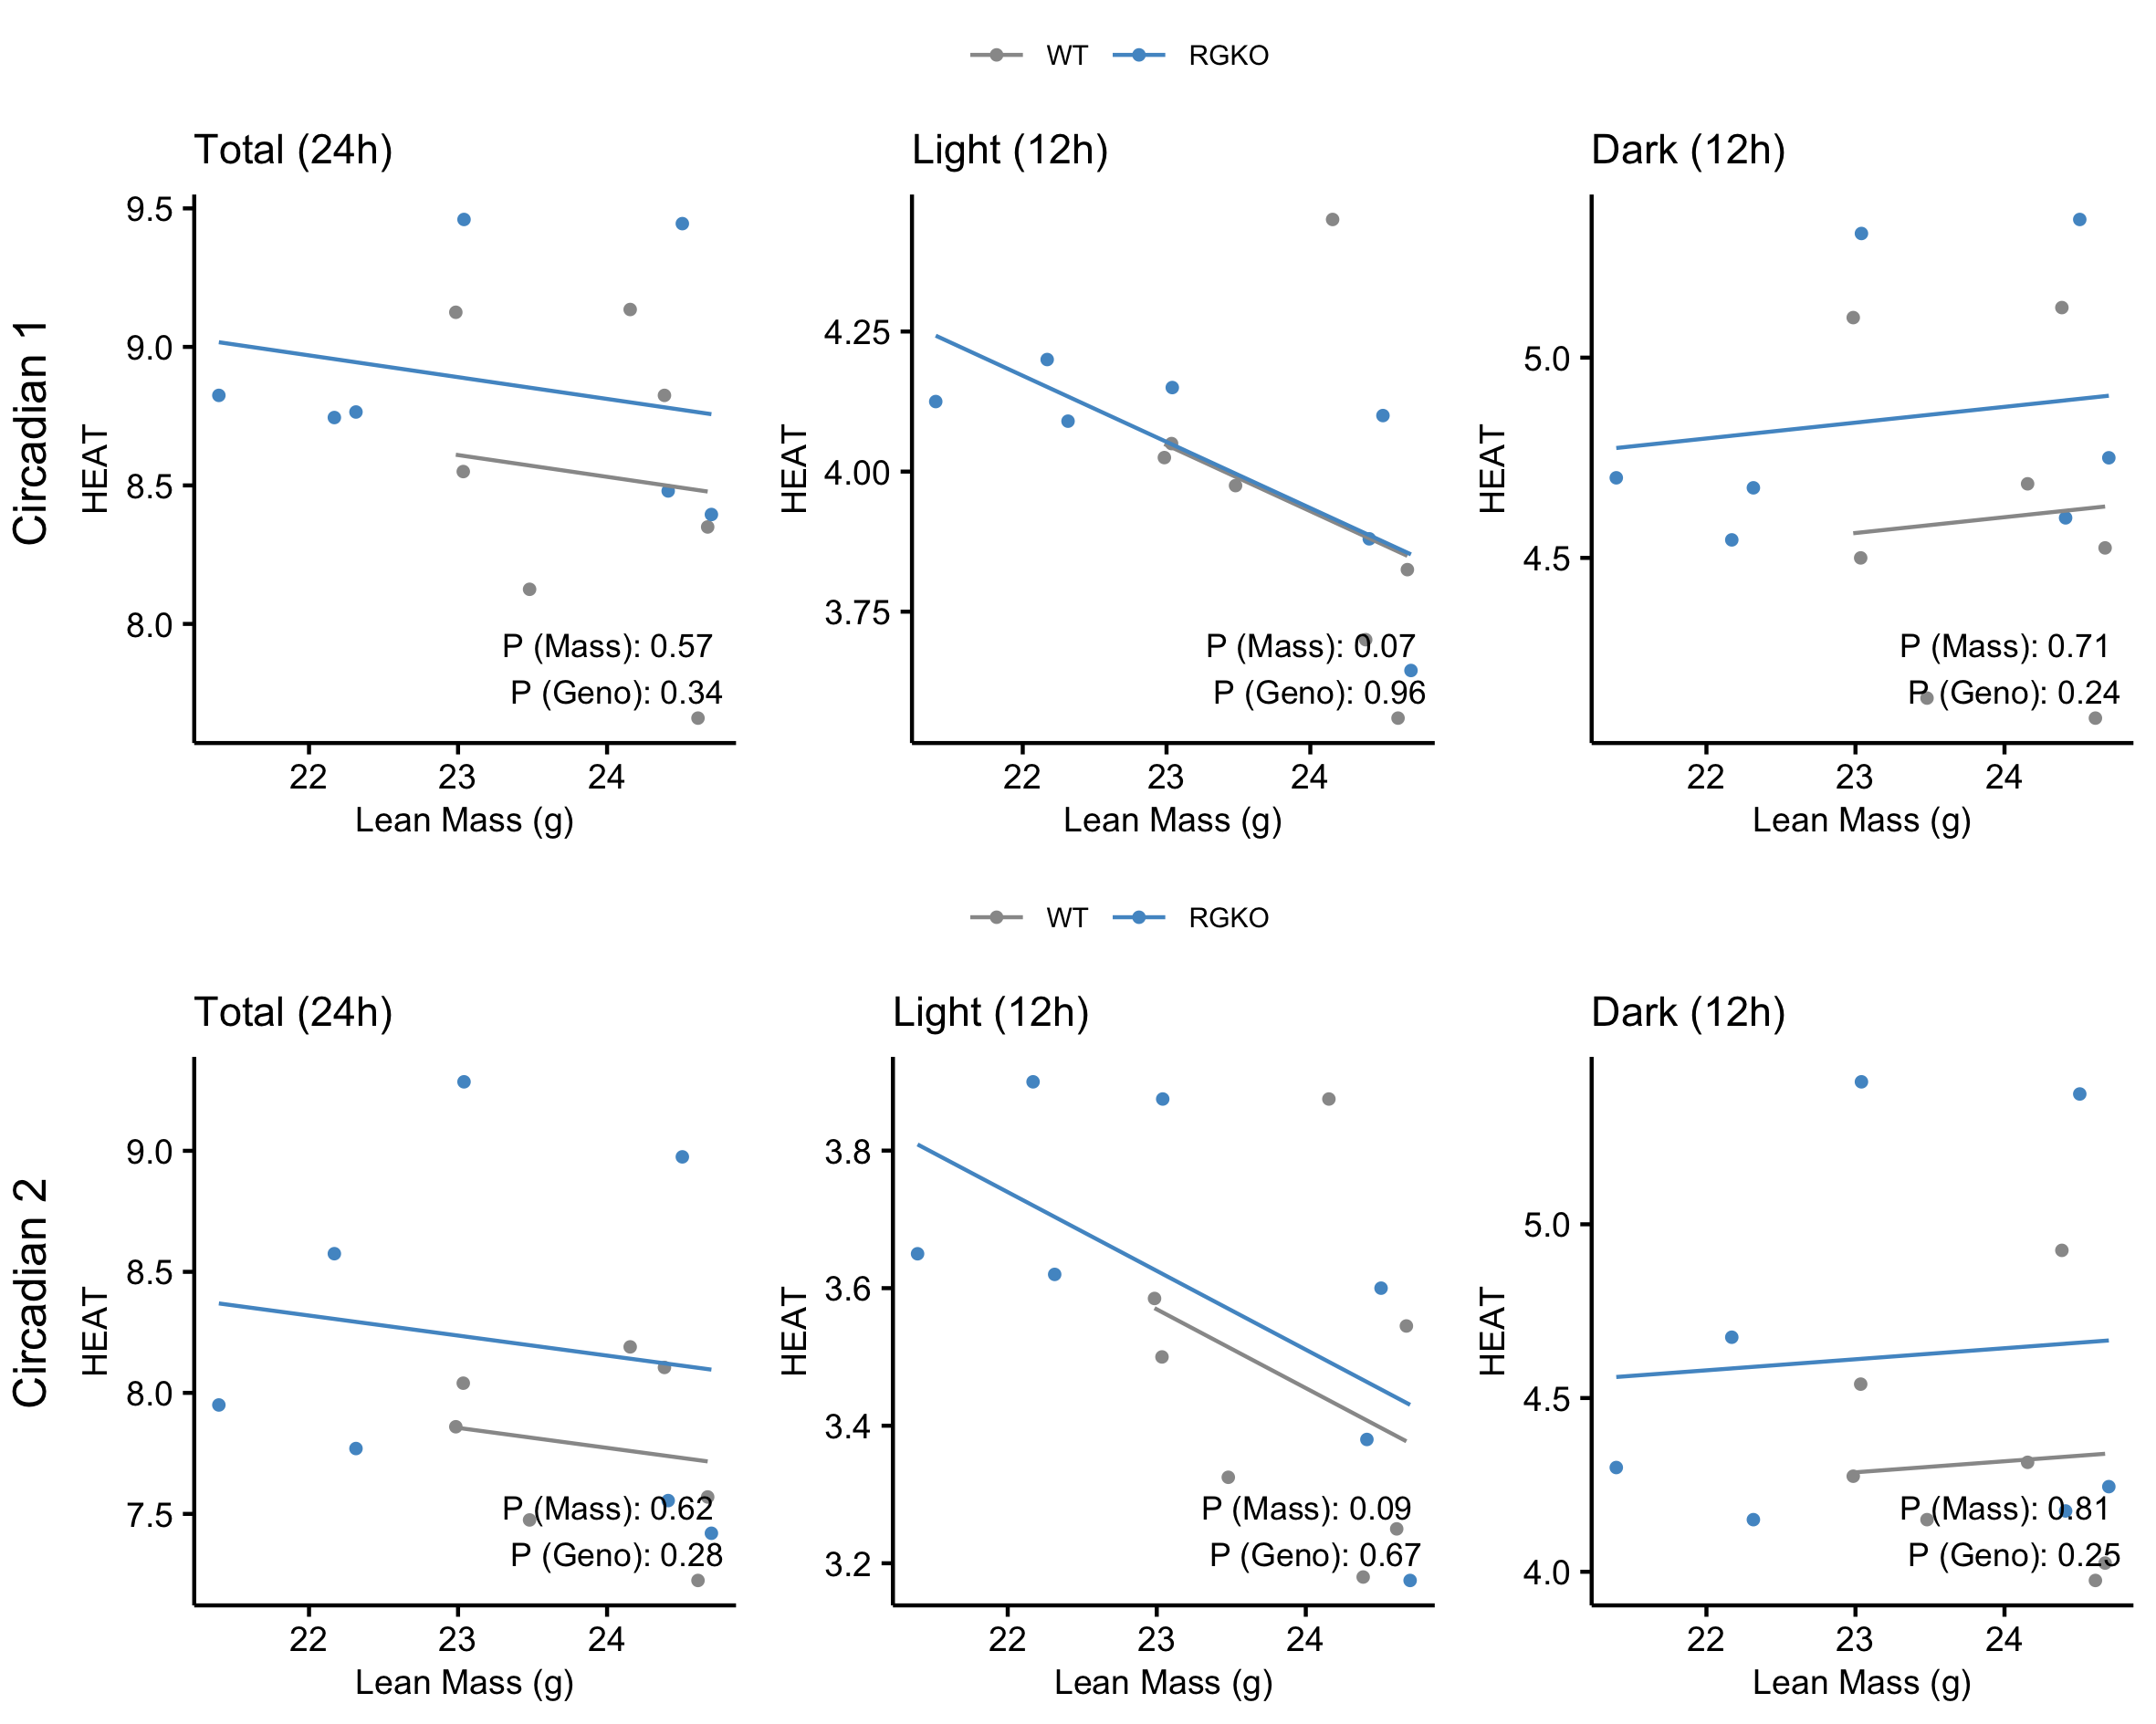 WT RGKO
Circadian 1
Total (24h)
HEAT
9.5
9.0
8.5
8.0
P (Mass): 0.57
P (Geno): 0.34
22 23 24
Lean Mass (g)
Light (12h)
HEAT
4.25
4.00
3.75
P (Mass): 0.07
P (Geno): 0.96
22 23 24
Lean Mass (g)
Dark (12h)
HEAT
5.0
4.5
P (Mass): 0.71
P (Geno): 0.24
22 23 24
Lean Mass (g)
WT RGKO
Circadian 2
Total (24h)
HEAT
9.0
8.5
8.0
7.5
P (Mass): 0.62
P (Geno): 0.28
22 23 24
Lean Mass (g)
Light (12h)
HEAT
3.8
3.6
3.4
3.2
P (Mass): 0.09
P (Geno): 0.67
22 23 24
Lean Mass (g)
Dark (12h)
HEAT
5.0
4.5
4.0
P (Mass): 0.81
P (Geno): 0.25
22 23 24
Lean Mass (g)